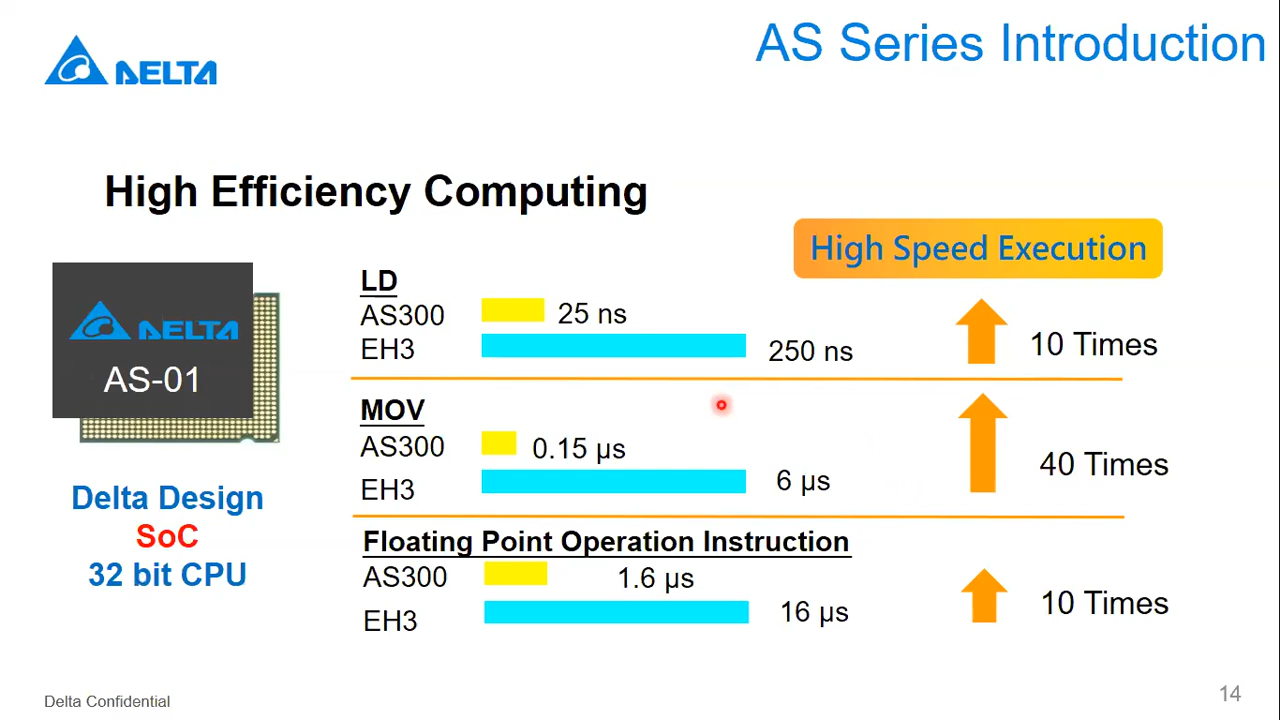 DELTA
AS Series Introduction
High Efficiency Computing
High Speed Execution
DELTA
AS-01
Delta Design
SoC
32 bit CPU
LD
AS300 25 ns
EH3 250 ns
10 Times
MOV
AS300 0.15 µs
EH3 6 µs
40 Times
Floating Point Operation Instruction
AS300 1.6 µs
EH3 16 µs
10 Times
Delta Confidential
14